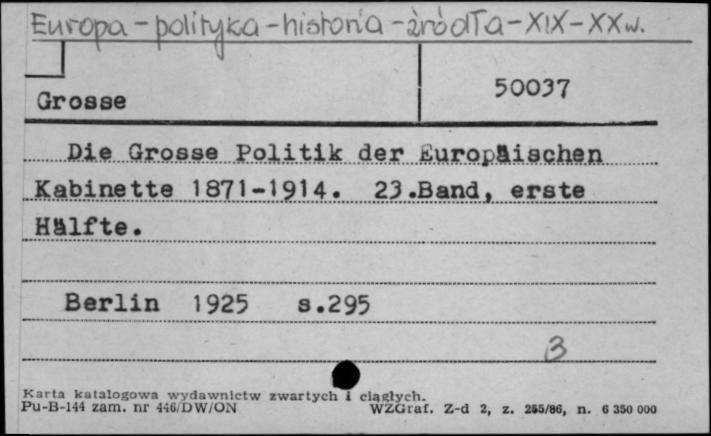 Europa - polityka - historia - źródła - XIX - XX w.
50037
Grosse
Die Grosse Politik der Europäischen
Kabinette 1871-1914. 23.Band, erste
Hälfte.
Berlin 1925 s.295
3
Karta katalogowa wydawnictw zwartych i ciągłych.
Pu-B-144 zam. nr 446/DW/ON WZGraf. Z-d 2, z. 255/86, n. 6 350 000